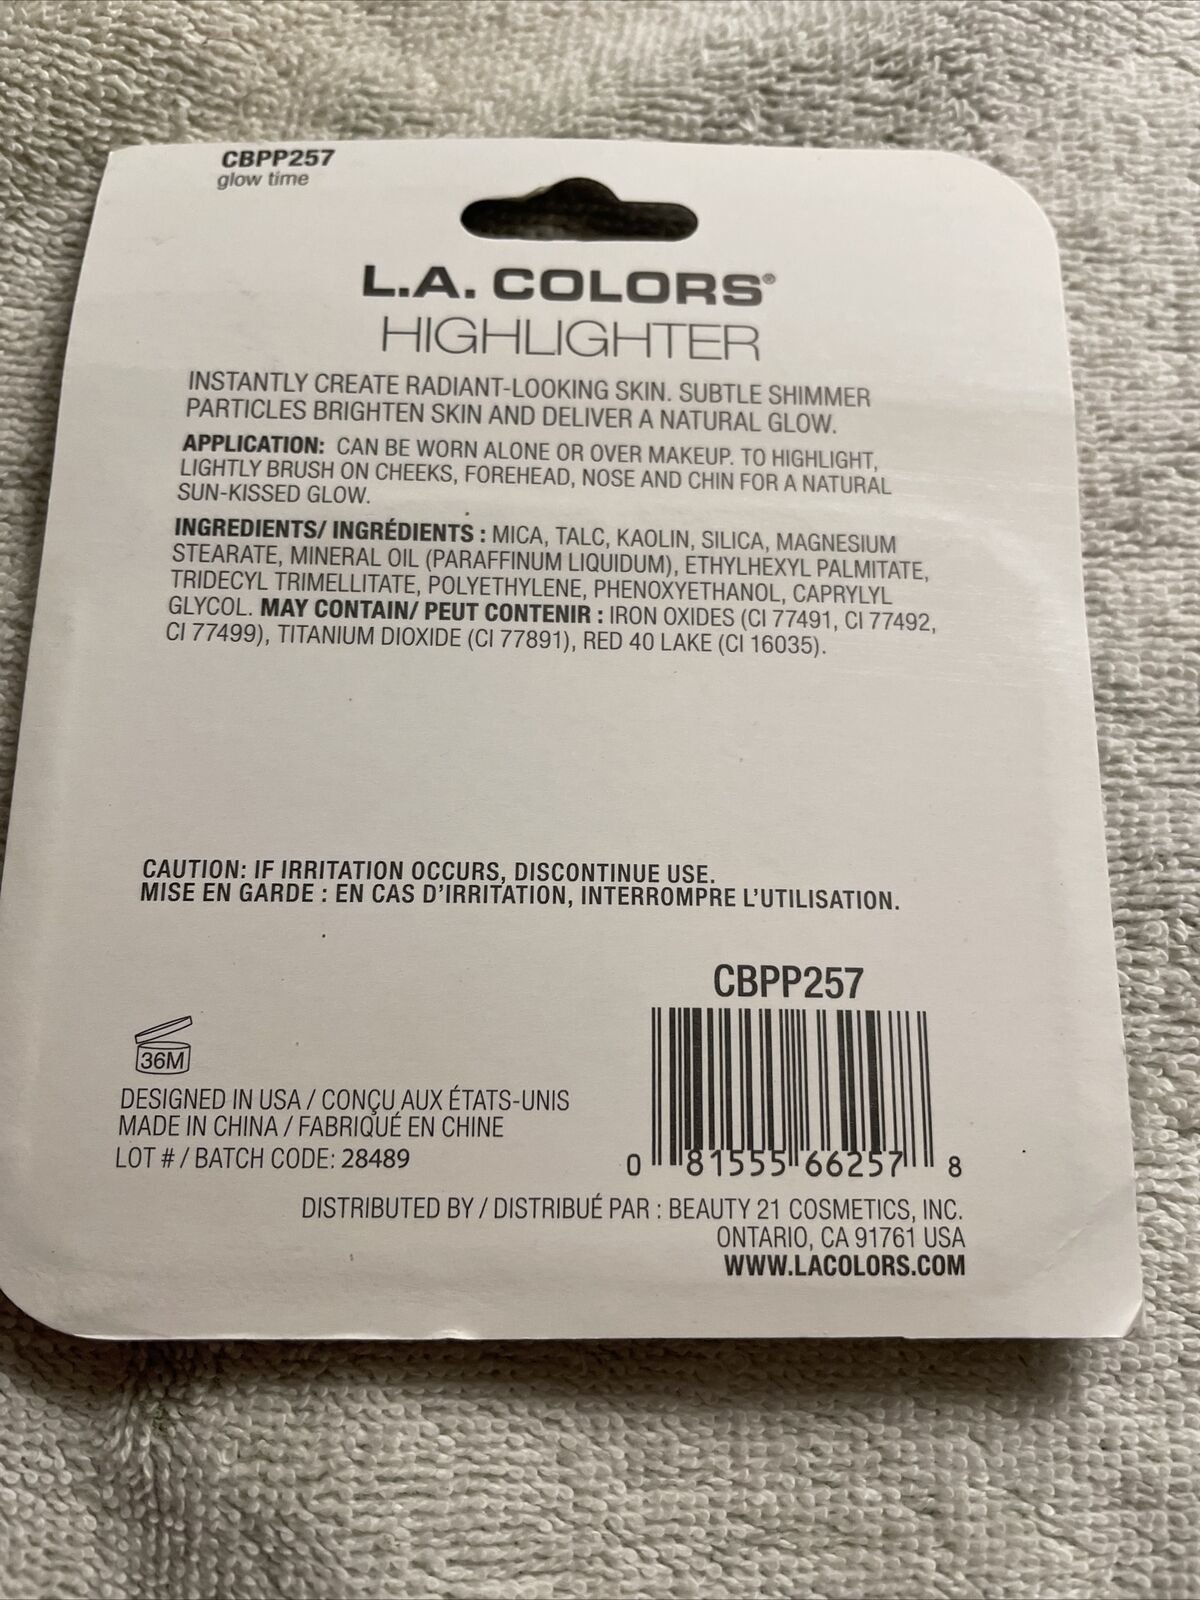 CBPP257
glow time
L.A. COLORS®
HIGHLIGHTER
INSTANTLY CREATE RADIANT-LOOKING SKIN. SUBTLE SHIMMER
PARTICLES BRIGHTEN SKIN AND DELIVER A NATURAL GLOW.
APPLICATION: CAN BE WORN ALONE OR OVER MAKEUP. TO HIGHLIGHT,
LIGHTLY BRUSH ON CHEEKS, FOREHEAD, NOSE AND CHIN FOR A NATURAL
SUN-KISSED GLOW.
INGREDIENTS/ INGRÉDIENTS : MICA, TALC, KAOLIN, SILICA, MAGNESIUM
STEARATE, MINERAL OIL (PARAFFINUM LIQUIDUM), ETHYLHEXYL PALMITATE,
TRIDECYL TRIMELLITATE, POLYETHYLENE, PHENOXYETHANOL, CAPRYLYL
GLYCOL. MAY CONTAIN/ PEUT CONTENIR : IRON OXIDES (CI 77491, CI 77492,
CI 77499), TITANIUM DIOXIDE (CI 77891), RED 40 LAKE (CI 16035).
CAUTION: IF IRRITATION OCCURS, DISCONTINUE USE.
MISE EN GARDE : EN CAS D'IRRITATION, INTERROMPRE L'UTILISATION.
36M
DESIGNED IN USA / CONÇU AUX ÉTATS-UNIS
MADE IN CHINA / FABRIQUÉ EN CHINE
LOT # / BATCH CODE: 28489
CBPP257
0 81555 66257 8
DISTRIBUTED BY / DISTRIBUÉ PAR : BEAUTY 21 COSMETICS, INC.
ONTARIO, CA 91761 USA
WWW.LACOLORS.COM